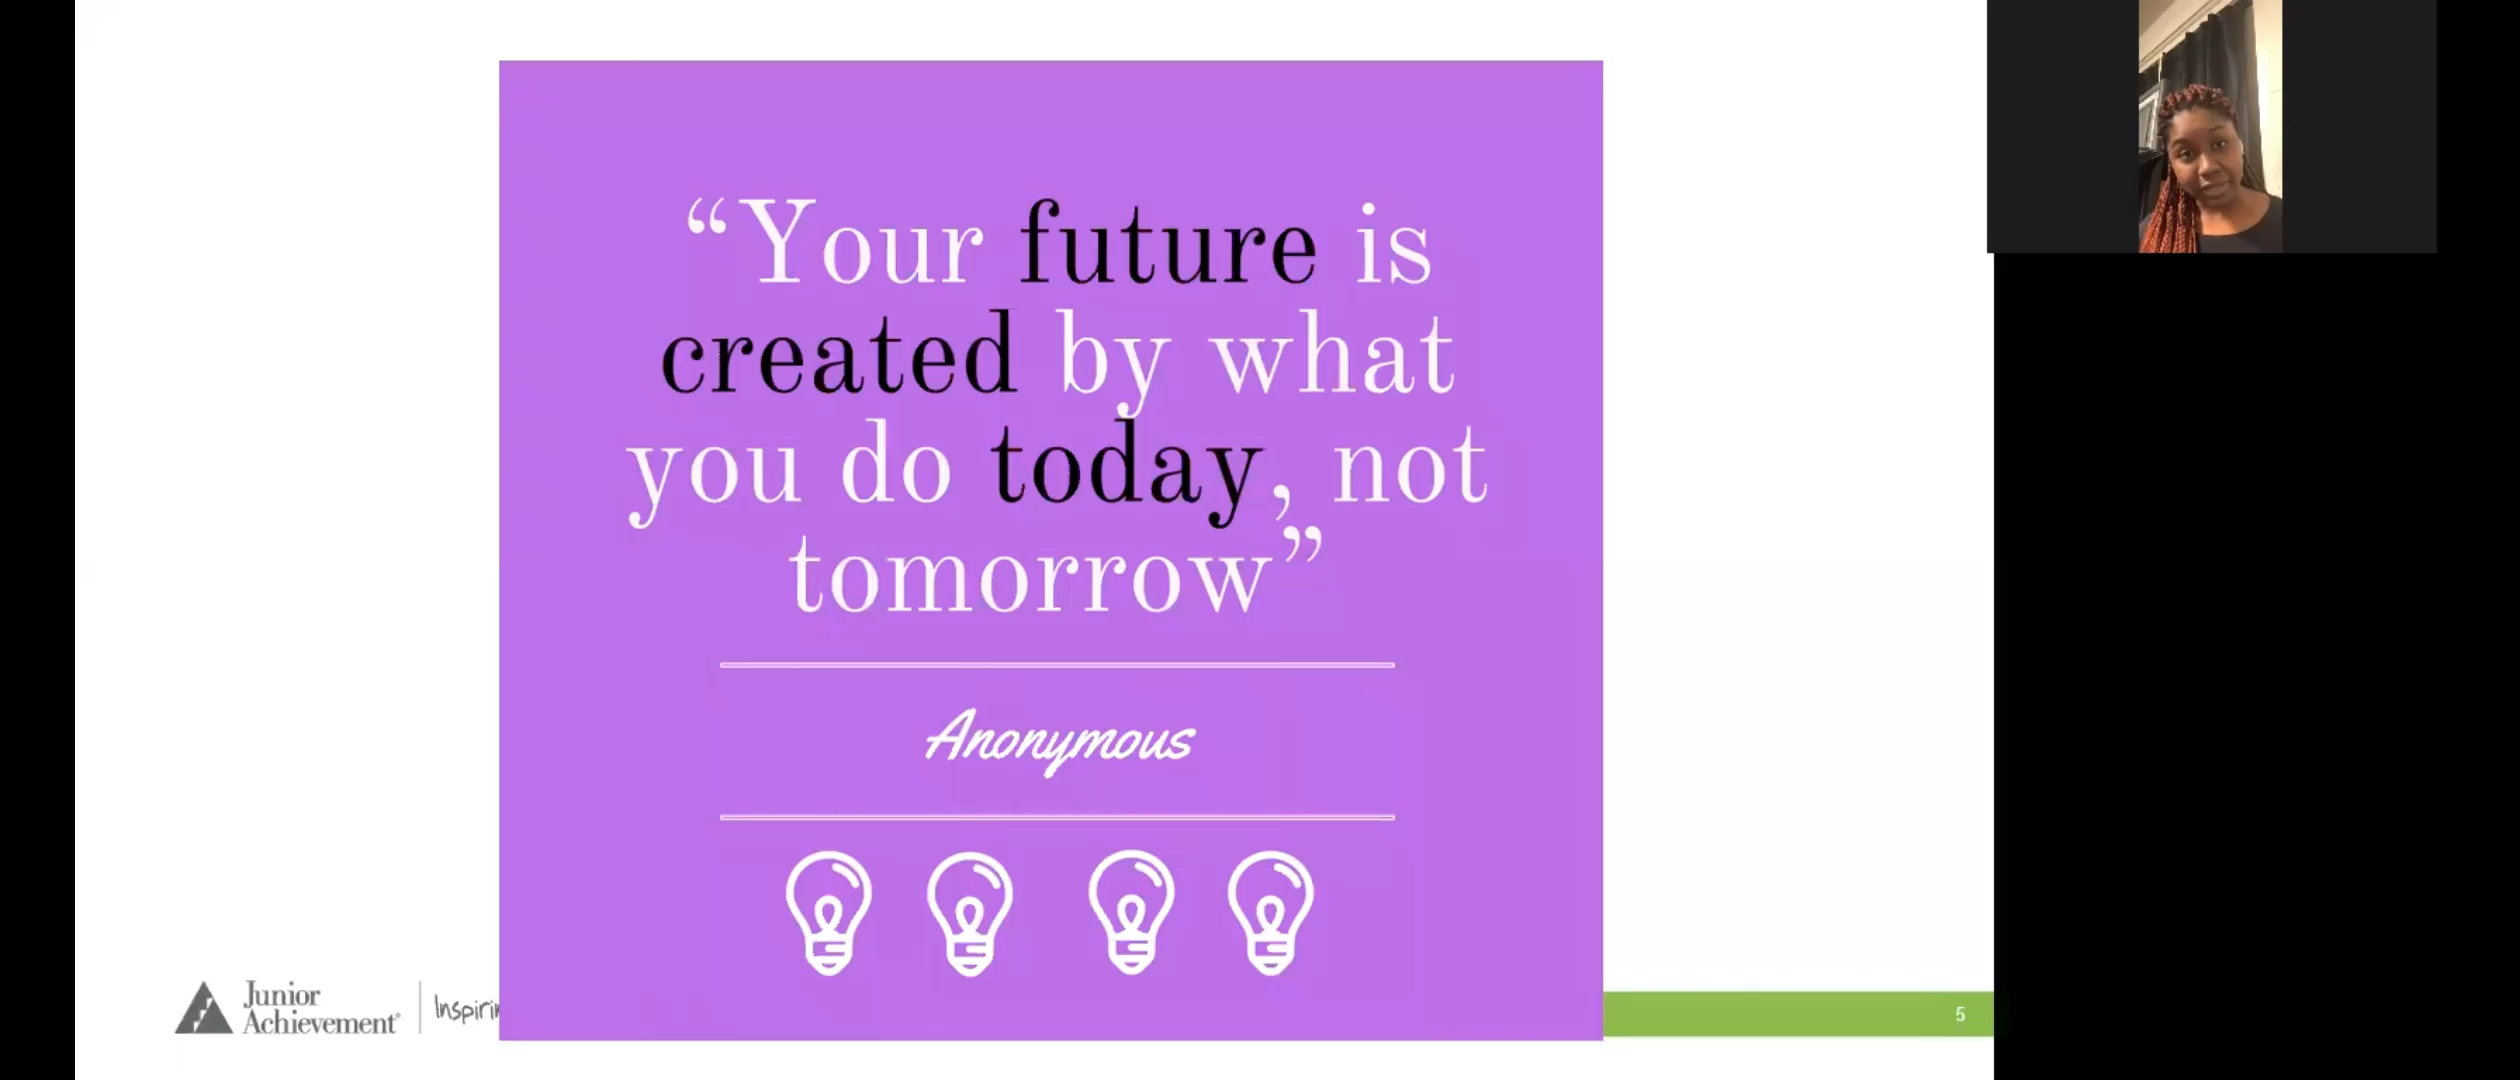 “Your future is
created by what
you do today, not
tomorrow”
Anonymous
Junior
Achievement®
5